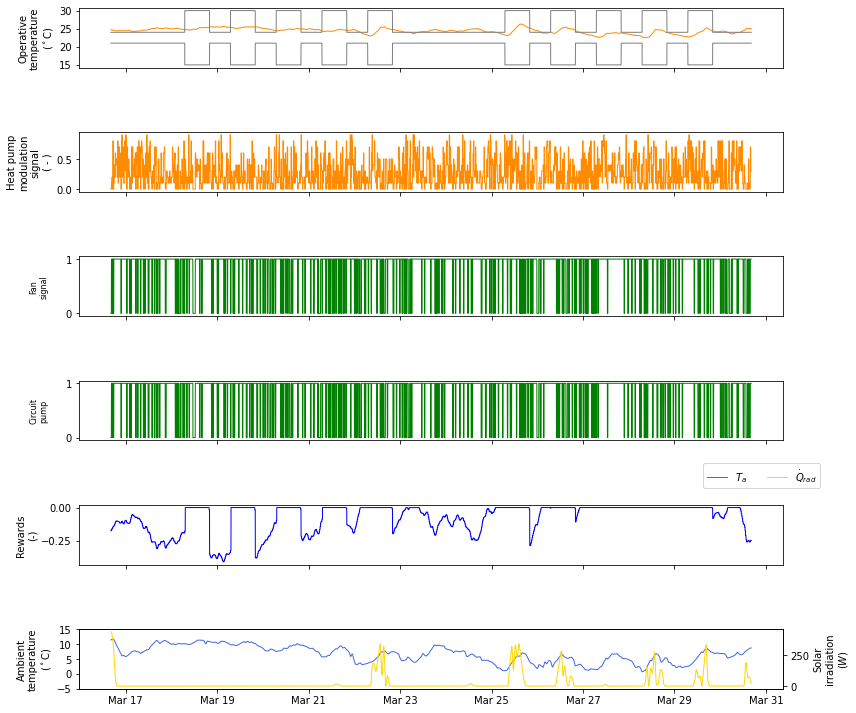 Operative
temperature
(°C)
30
25
20
15
Heat pump
modulation
signal
( - )
0.5
0.0
Fan
signal
1
0
Circuit
pump
1
0
T_a
Q̇_rad
Rewards
(-)
0.00
−0.25
Ambient
temperature
(°C)
15
10
5
0
−5
250
0
Solar
irradiation
(W)
Mar 17 Mar 19 Mar 21 Mar 23 Mar 25 Mar 27 Mar 29 Mar 31